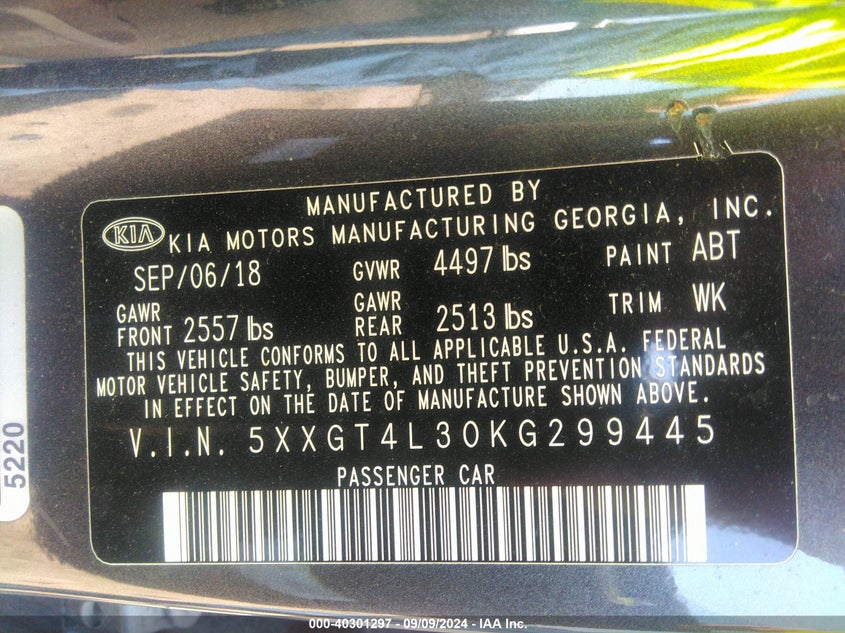 MANUFACTURED BY
KIA KIA MOTORS MANUFACTURING GEORGIA, INC.
SEP/06/18 GVWR 4497 lbs PAINT ABT
GAWR FRONT 2557 lbs GAWR REAR 2513 lbs TRIM WK
THIS VEHICLE CONFORMS TO ALL APPLICABLE U.S.A. FEDERAL
MOTOR VEHICLE SAFETY, BUMPER, AND THEFT PREVENTION STANDARDS
IN EFFECT ON THE DATE OF MANUFACTURE SHOWN ABOVE.
V.I.N. 5XXGT4L30KG299445
PASSENGER CAR
5220
000-40301297 - 09/09/2024 - IAA Inc.